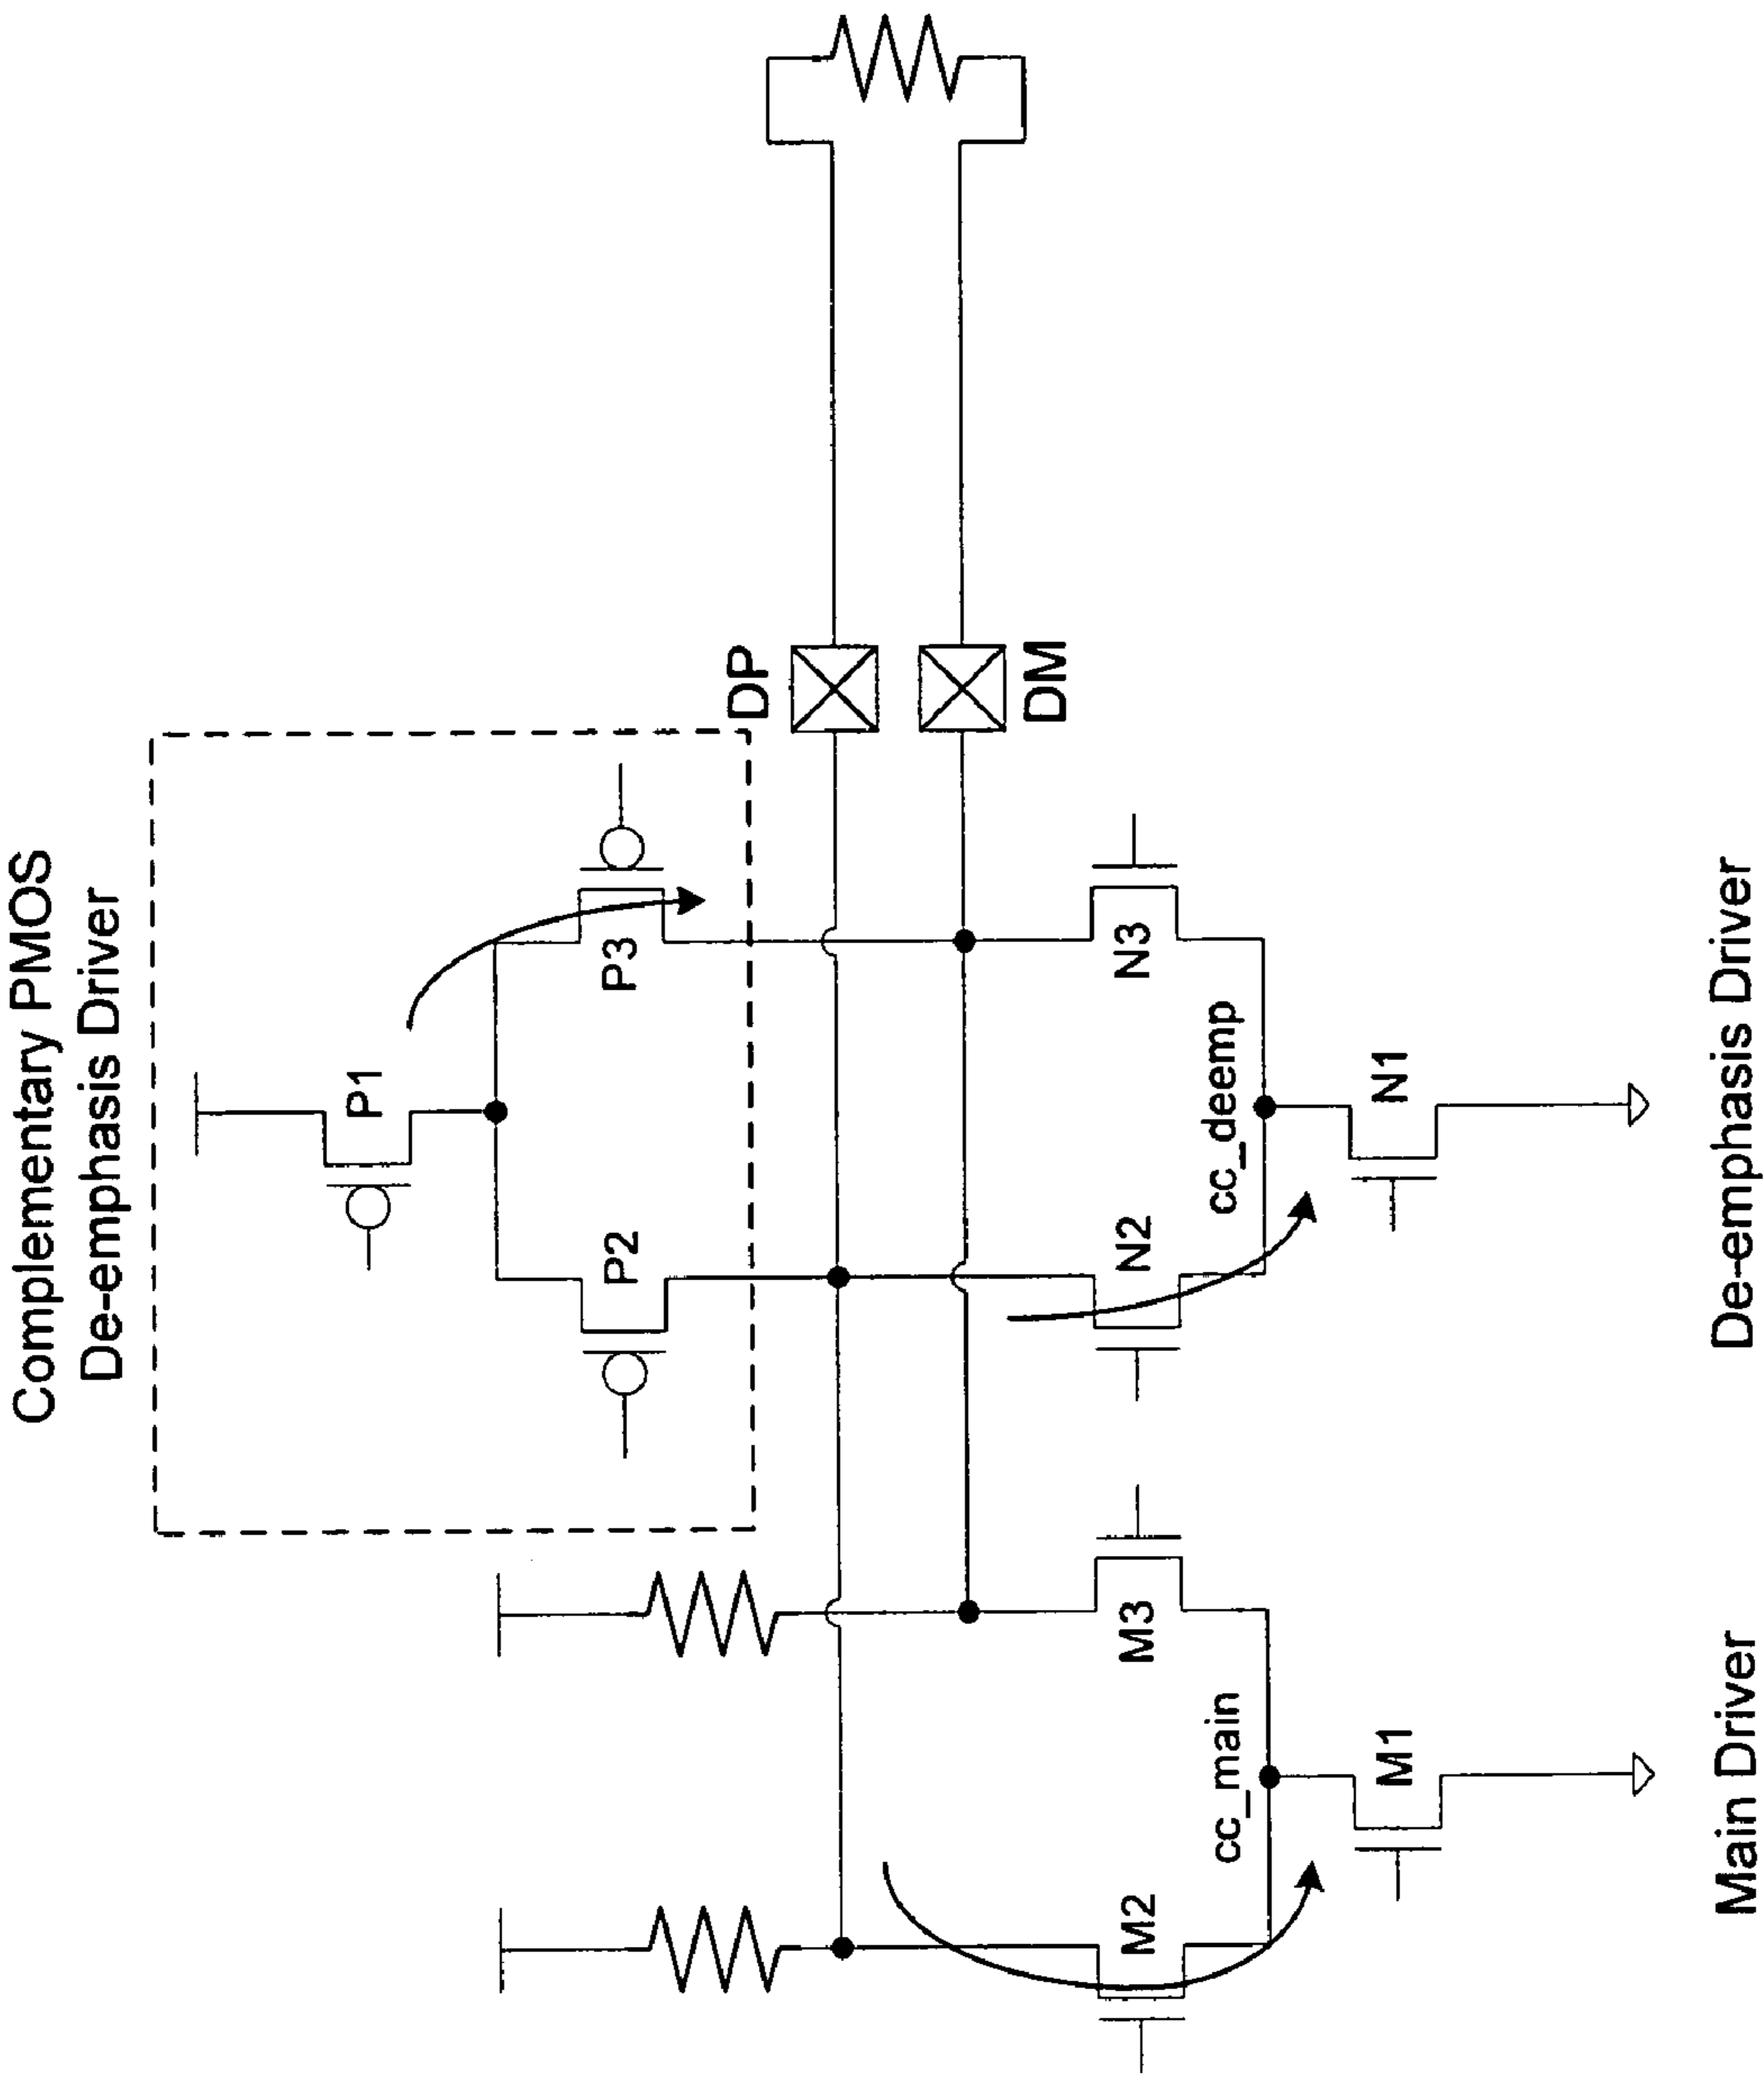 Complementary PMOS
De-emphasis Driver
P1
P2
P3
DP
DM
M2
M3
cc_main
M1
N2
N3
cc_deemp
N1
Main Driver
De-emphasis Driver